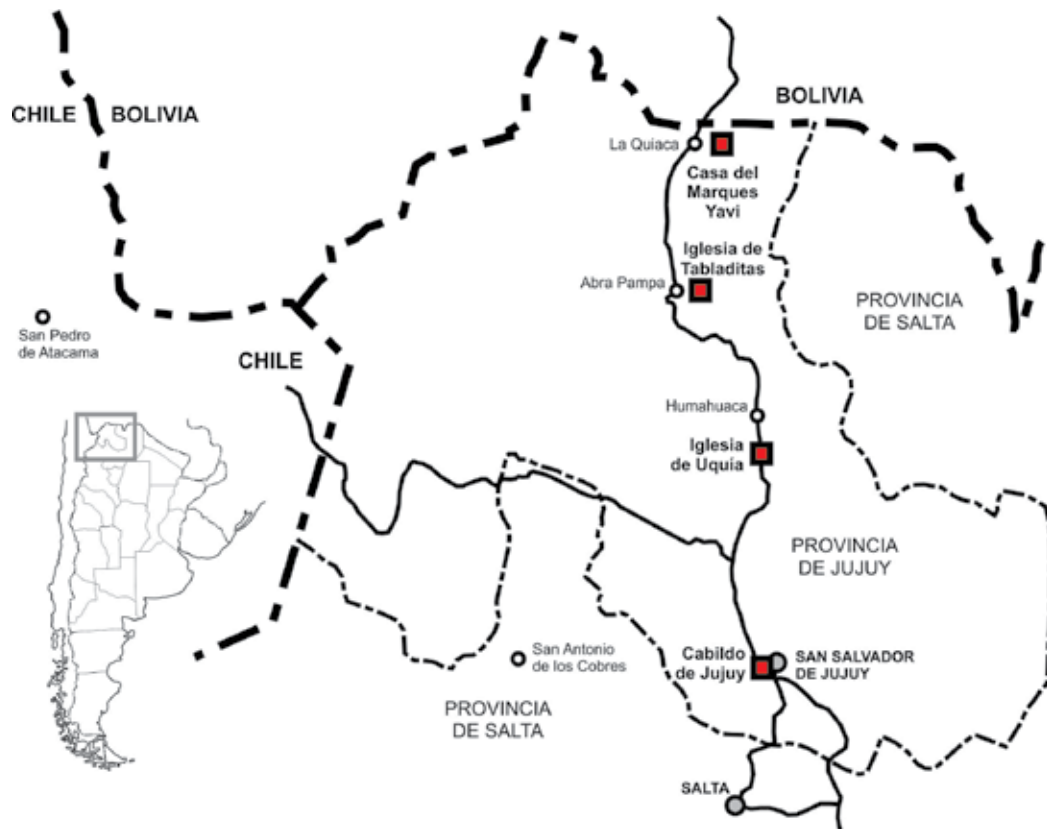 CHILE
BOLIVIA
BOLIVIA
La Quiaca
Casa del
Marques
Yavi
Iglesia de
Tabladitas
Abra Pampa
PROVINCIA
DE SALTA
San Pedro
de Atacama
CHILE
Humahuaca
Iglesia
de Uquía
PROVINCIA
DE JUJUY
San Antonio
de los Cobres
Cabildo
de Jujuy
SAN SALVADOR
DE JUJUY
PROVINCIA
DE SALTA
SALTA